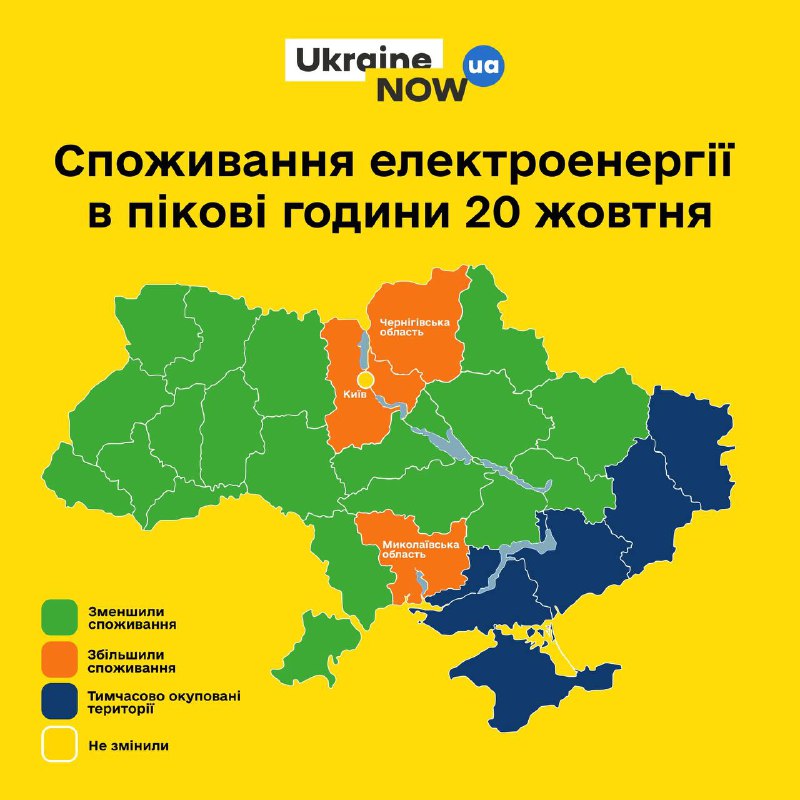 Ukraine
NOW
ua
Споживання електроенергії
в пікові години 20 жовтня
Чернігівська
область
Київ
Миколаївська
область
Зменшили
споживання
Збільшили
споживання
Тимчасово окуповані
території
Не змінили